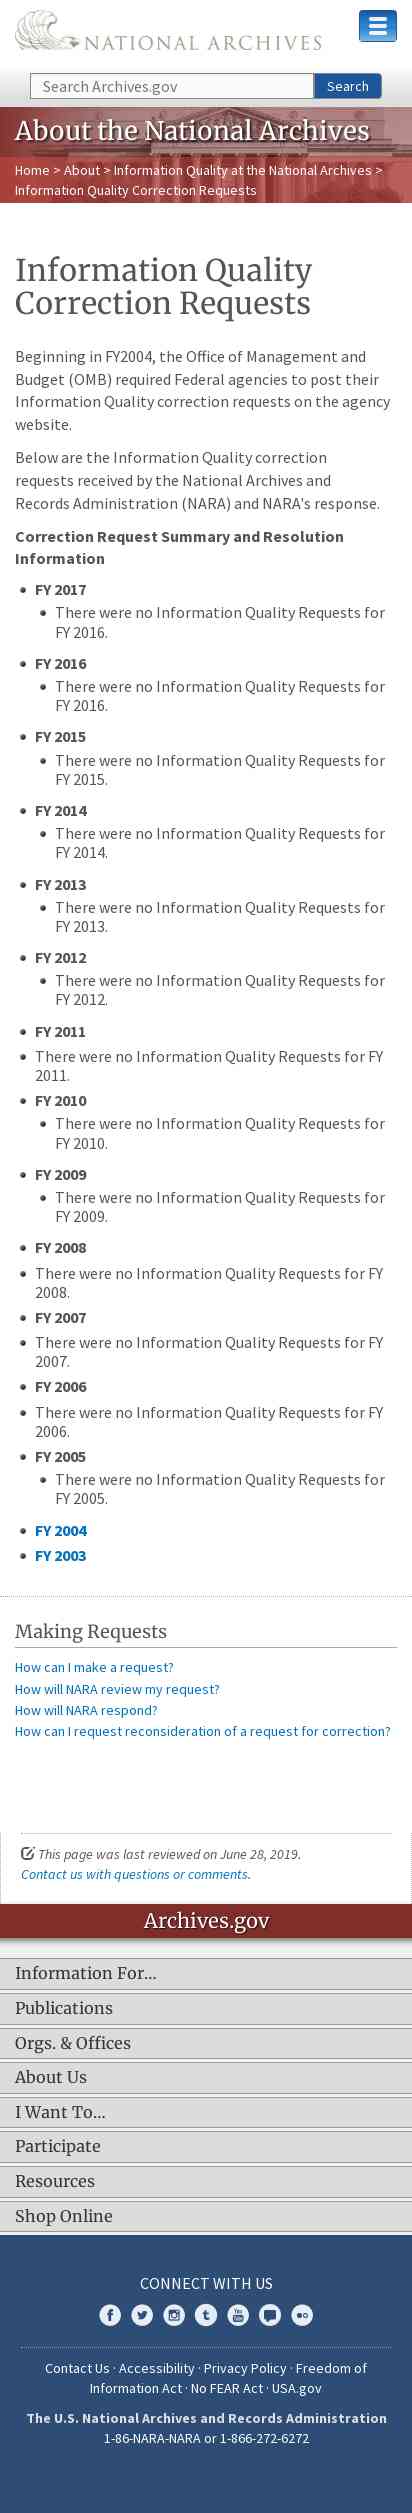 NATIONAL ARCHIVES
Search Archives.gov
Search
About the National Archives
Home > About > Information Quality at the National Archives >
Information Quality Correction Requests
Information Quality
Correction Requests
Beginning in FY2004, the Office of Management and
Budget (OMB) required Federal agencies to post their
Information Quality correction requests on the agency
website.
Below are the Information Quality correction
requests received by the National Archives and
Records Administration (NARA) and NARA's response.
Correction Request Summary and Resolution
Information
FY 2017
There were no Information Quality Requests for
FY 2016.
FY 2016
There were no Information Quality Requests for
FY 2016.
FY 2015
There were no Information Quality Requests for
FY 2015.
FY 2014
There were no Information Quality Requests for
FY 2014.
FY 2013
There were no Information Quality Requests for
FY 2013.
FY 2012
There were no Information Quality Requests for
FY 2012.
FY 2011
There were no Information Quality Requests for FY
2011.
FY 2010
There were no Information Quality Requests for
FY 2010.
FY 2009
There were no Information Quality Requests for
FY 2009.
FY 2008
There were no Information Quality Requests for FY
2008.
FY 2007
There were no Information Quality Requests for FY
2007.
FY 2006
There were no Information Quality Requests for FY
2006.
FY 2005
There were no Information Quality Requests for
FY 2005.
FY 2004
FY 2003
Making Requests
How can I make a request?
How will NARA review my request?
How will NARA respond?
How can I request reconsideration of a request for correction?
This page was last reviewed on June 28, 2019.
Contact us with questions or comments.
Archives.gov
Information For…
Publications
Orgs. & Offices
About Us
I Want To…
Participate
Resources
Shop Online
CONNECT WITH US
Contact Us · Accessibility · Privacy Policy · Freedom of
Information Act · No FEAR Act · USA.gov
The U.S. National Archives and Records Administration
1-86-NARA-NARA or 1-866-272-6272